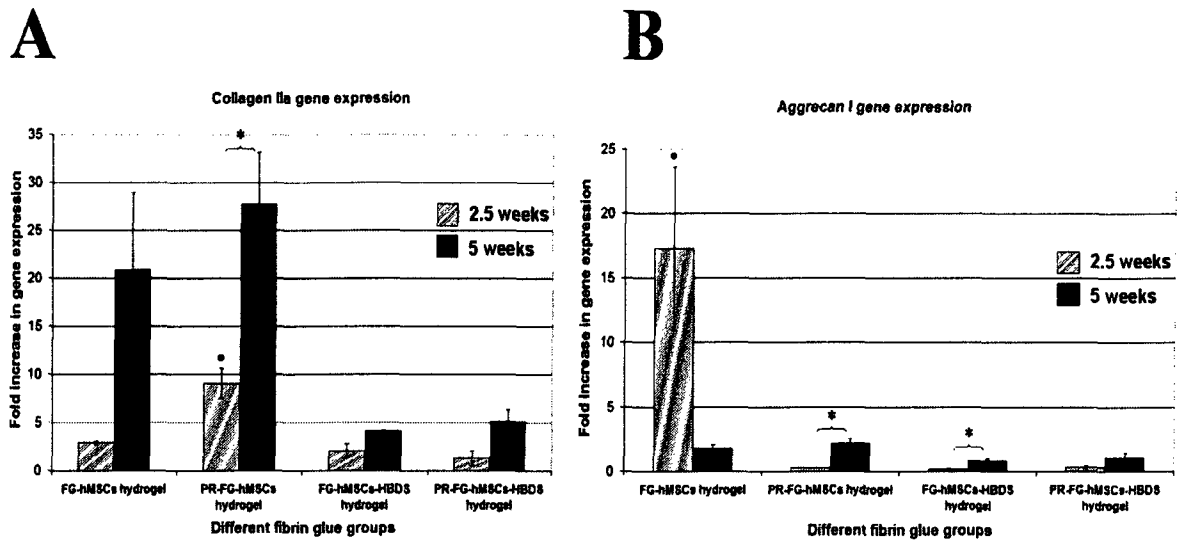 A
Collagen IIa gene expression
Fold increase in gene expression
35
30
25
20
15
10
5
0
*
•
2.5 weeks
5 weeks
FG-hMSCs hydrogel
PR-FG-hMSCs
hydrogel
FG-hMSCs-HBDS
hydrogel
PR-FG-hMSCs-HBDS
hydrogel
Different fibrin glue groups
B
Aggrecan I gene expression
Fold increase in gene expression
25
20
15
10
5
0
•
*
*
2.5 weeks
5 weeks
FG-hMSCs hydrogel
PR-FG-hMSCs hydrogel
FG-hMSCs-HBDS
hydrogel
PR-FG-hMSCs-HBDS
hydrogel
Different fibrin glue groups